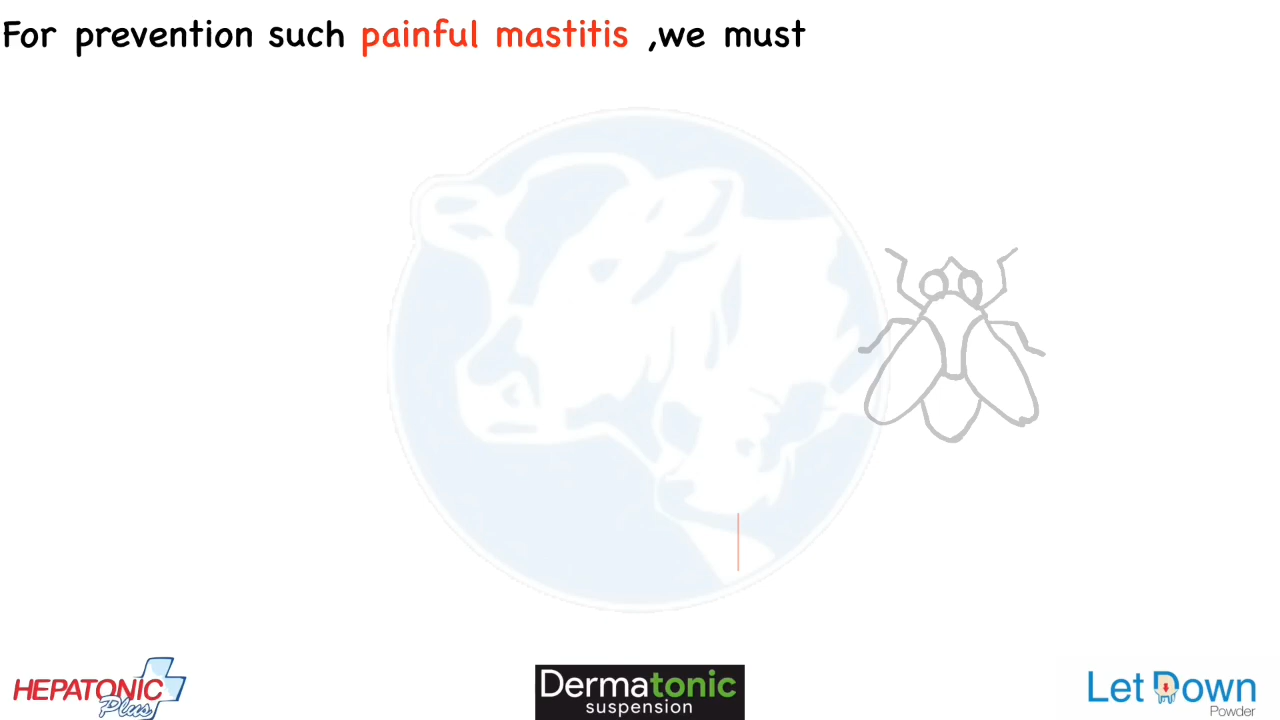 For prevention such painful mastitis ,we must
HEPATONIC
Plus
Dermatonic
suspension
Let Down
Powder